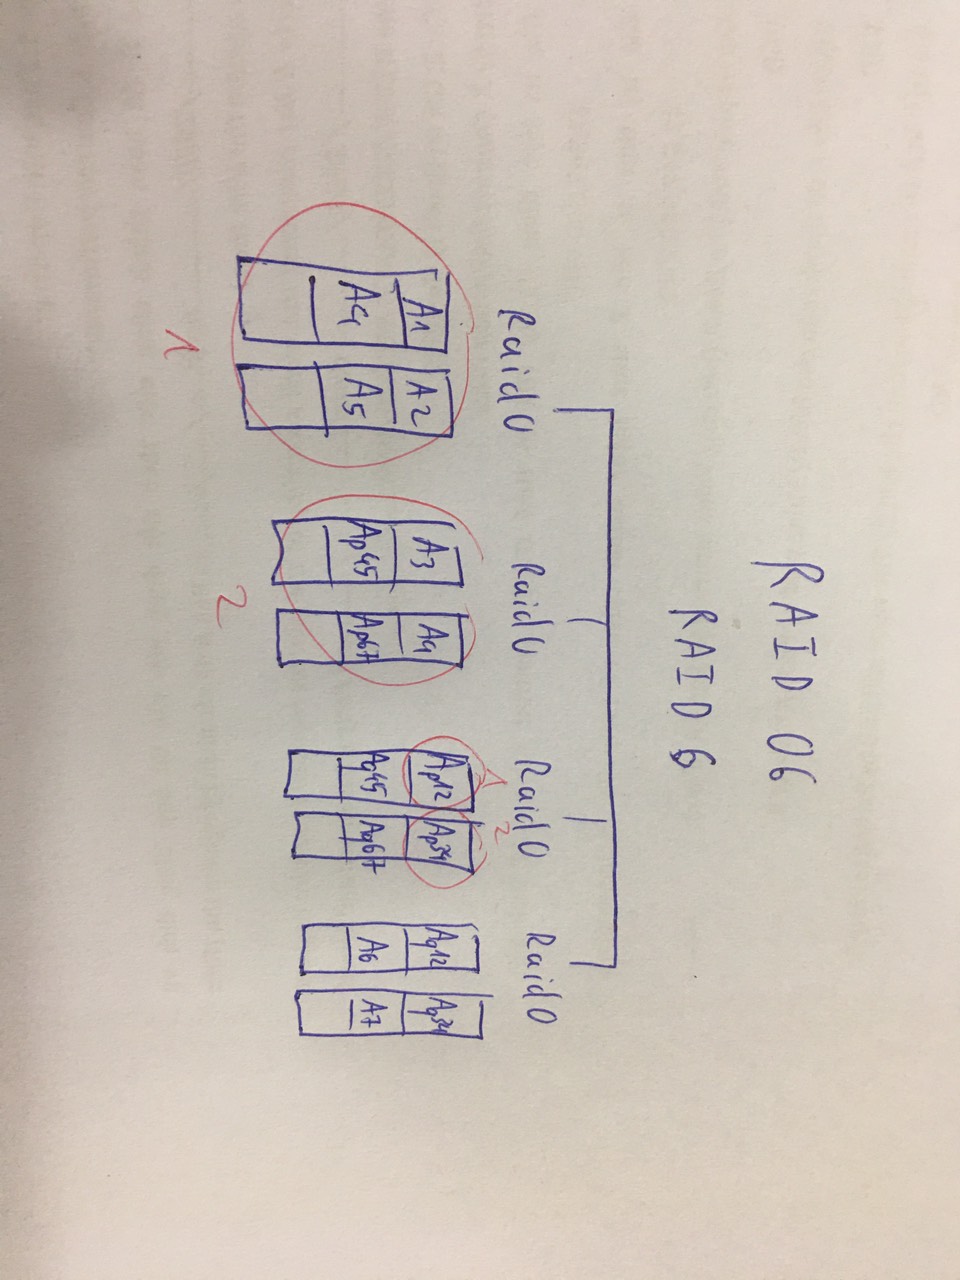 RAID 06
RAID 6
Raid 0 Raid 0 Raid 0 Raid 0
1 2
A1 A2 A3 A4 Ap12 Ap34 Aq12 Aq34
A4 A5 Ap45 Ap67 Aq45 Aq67 A6 A7
1 2